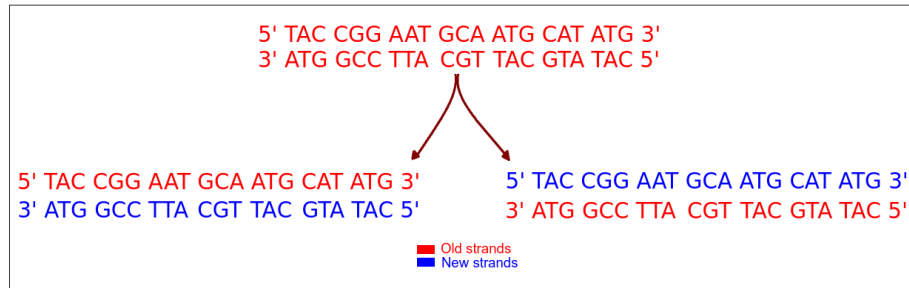 5' TAC CGG AAT GCA ATG CAT ATG 3'
3' ATG GCC TTA CGT TAC GTA TAC 5'
5' TAC CGG AAT GCA ATG CAT ATG 3'
3' ATG GCC TTA CGT TAC GTA TAC 5'
5' TAC CGG AAT GCA ATG CAT ATG 3'
3' ATG GCC TTA CGT TAC GTA TAC 5'
Old strands
New strands